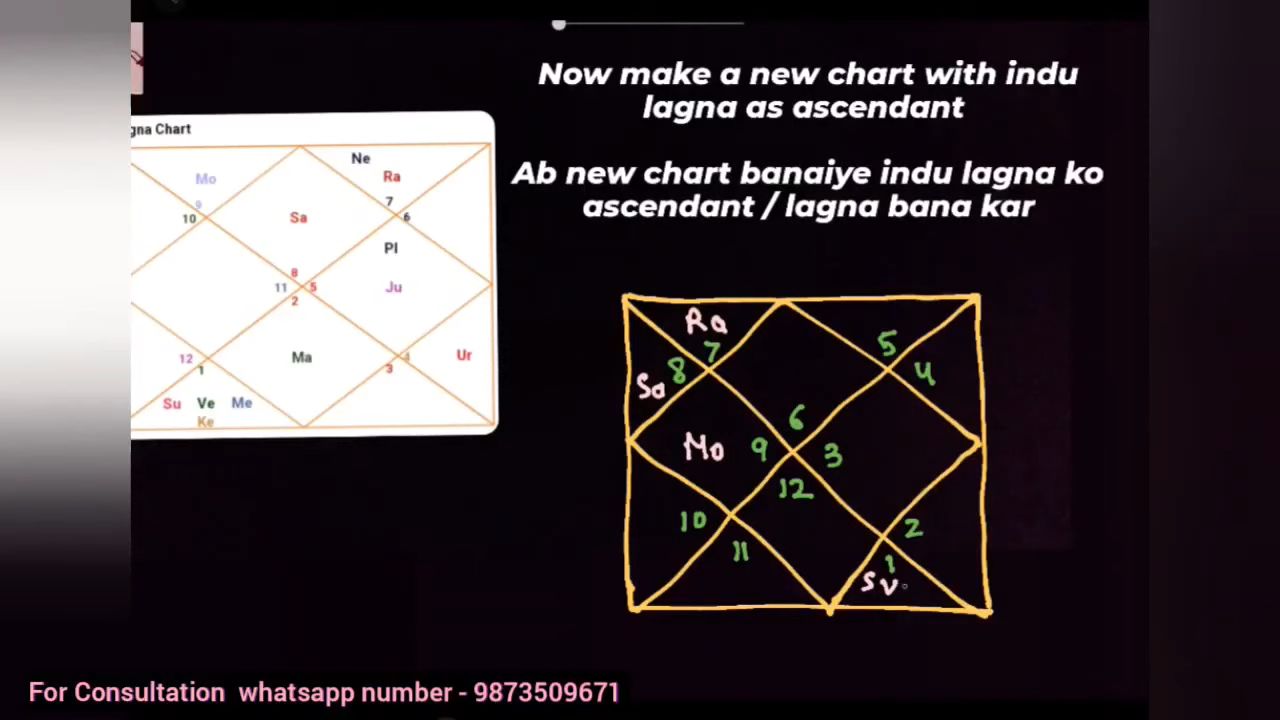 Now make a new chart with indu
lagna as ascendant
Ab new chart banaiye indu lagna ko
ascendant / lagna bana kar
gna Chart
Mo
9
10
Ne
Ra
7
6
Sa
Pl
Ju
8
11
5
2
12
1
Ma
4
3
Ur
Su Ve Me
Ke
Ra
7
8
Sa
5
4
6
Mo
9
3
12
10
11
2
1
Su
For Consultation whatsapp number - 9873509671